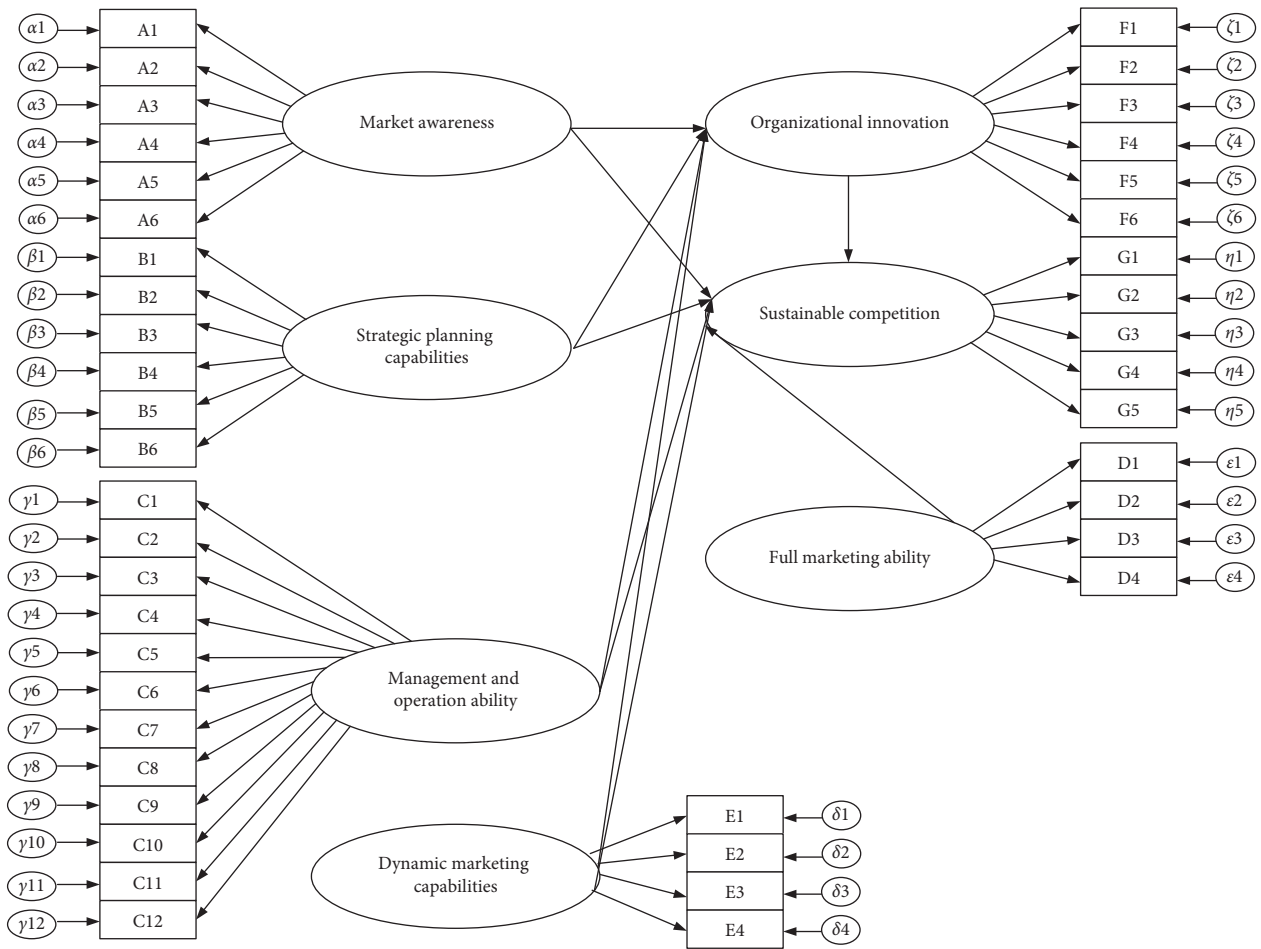 α1
A1
α2
A2
α3
A3
α4
A4
α5
A5
α6
A6
β1
B1
β2
B2
β3
B3
β4
B4
β5
B5
β6
B6
γ1
C1
γ2
C2
γ3
C3
γ4
C4
γ5
C5
γ6
C6
γ7
C7
γ8
C8
γ9
C9
γ10
C10
γ11
C11
γ12
C12
Market awareness
Strategic planning
capabilities
Management and
operation ability
Dynamic marketing
capabilities
E1
δ1
E2
δ2
E3
δ3
E4
δ4
Organizational innovation
Sustainable competition
Full marketing ability
F1
ζ1
F2
ζ2
F3
ζ3
F4
ζ4
F5
ζ5
F6
ζ6
G1
η1
G2
η2
G3
η3
G4
η4
G5
η5
D1
ε1
D2
ε2
D3
ε3
D4
ε4